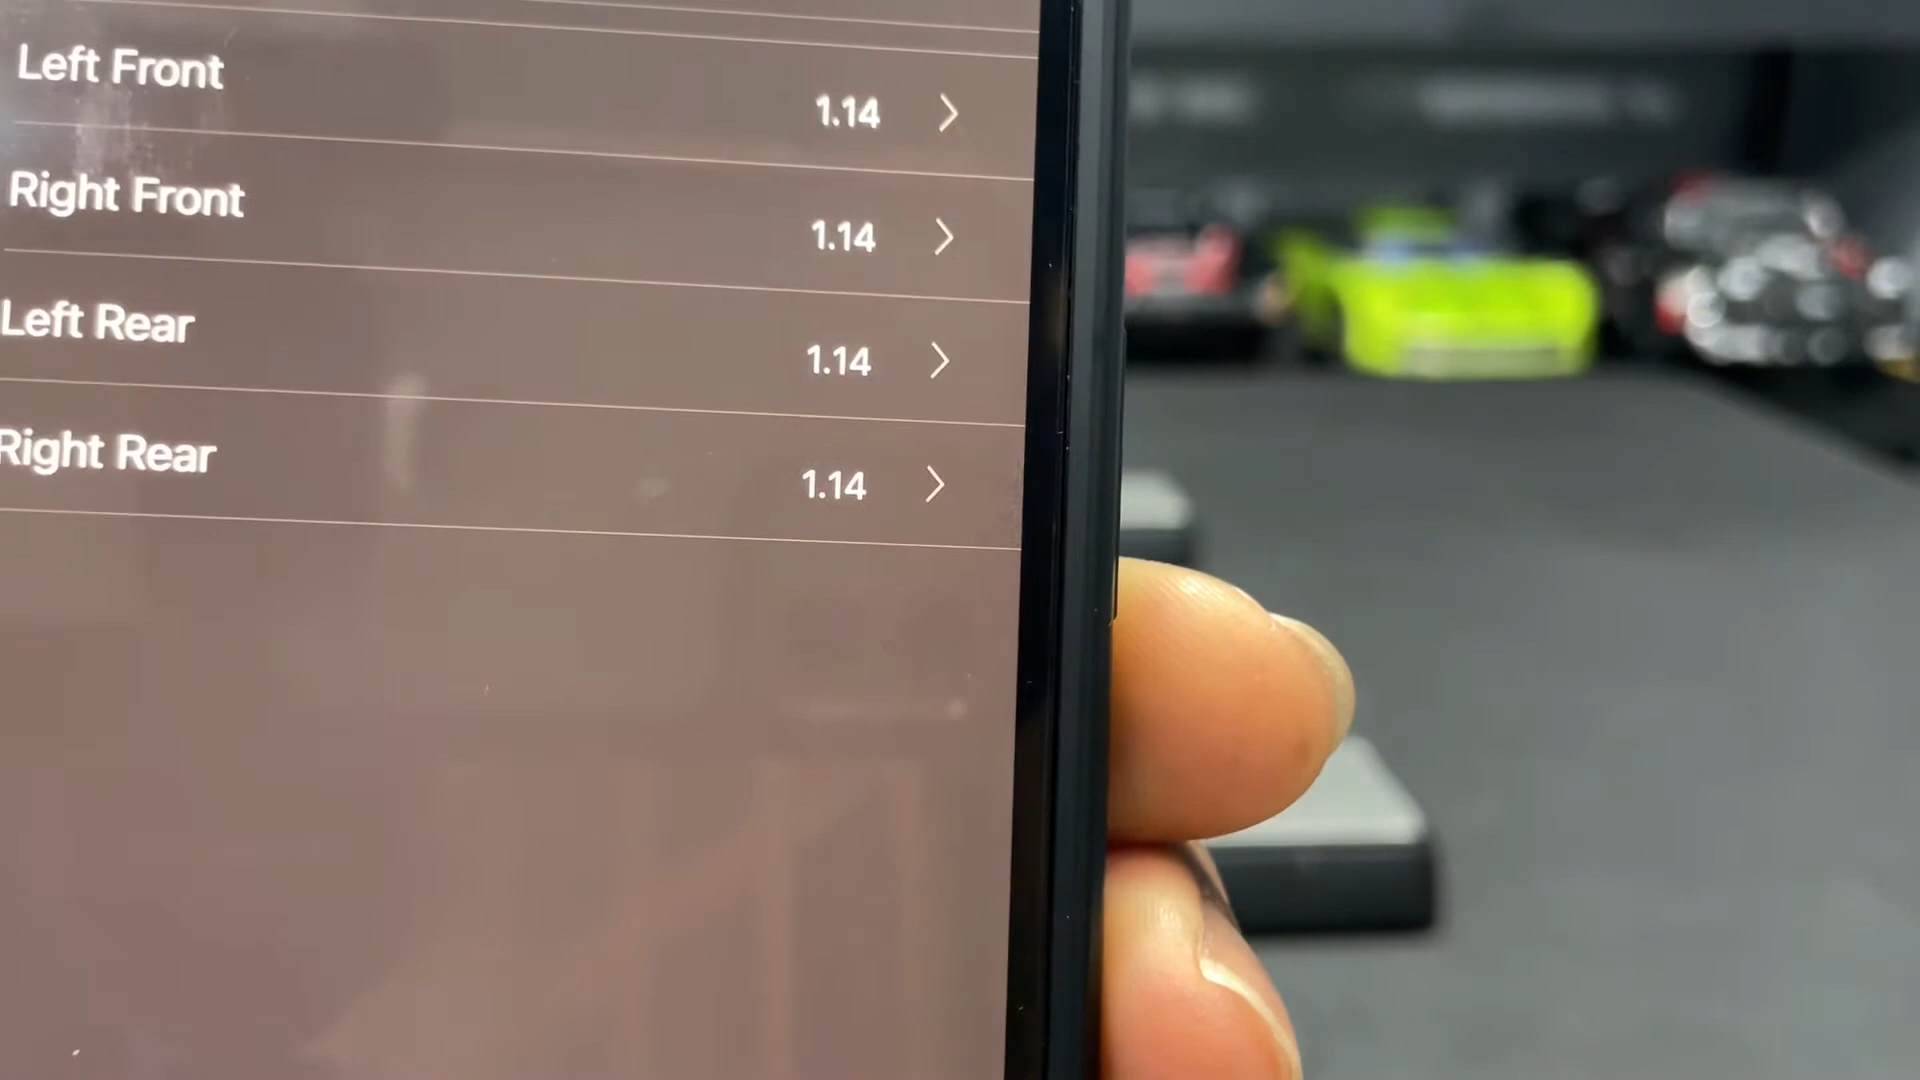 Left Front
1.14
Right Front
1.14
Left Rear
1.14
Right Rear
1.14